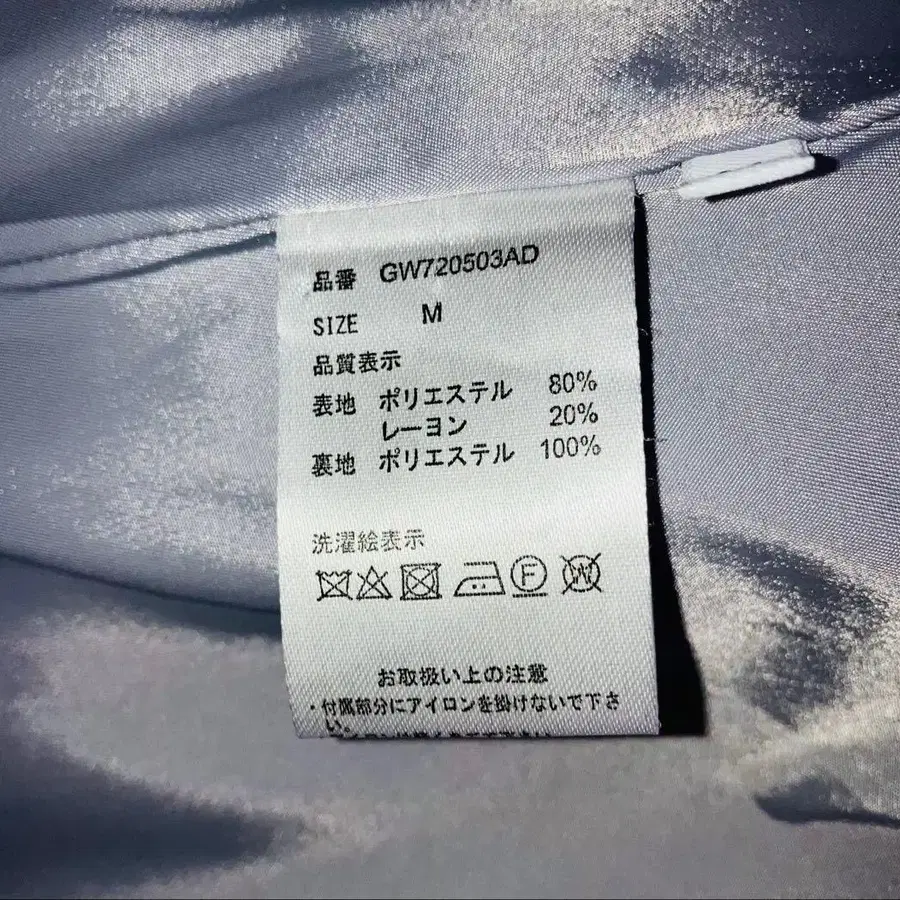 品番 GW720503AD
SIZE M
品質表示
表地 ポリエステル 80%
レーヨン 20%
裏地 ポリエステル 100%
洗濯絵表示
F W
お取扱い上の注意
・付属部分にアイロンを掛けないで下さ
い。